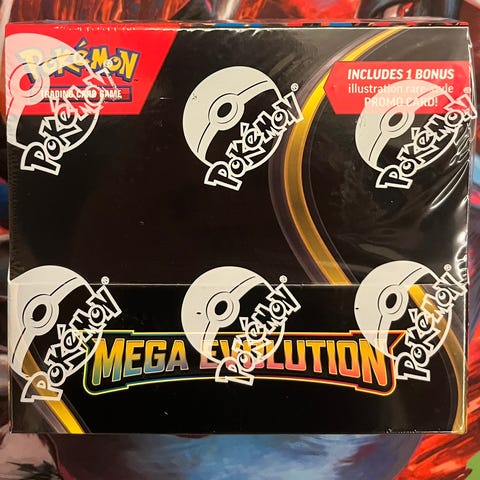 Pokémon
TRADING CARD GAME
INCLUDES 1 BONUS
illustration rare-style
PROMO CARD!
Pokémon®
Pokémon®
Pokémon®
Pokémon®
Pokémon®
Pokémon®
MEGA EVOLUTION